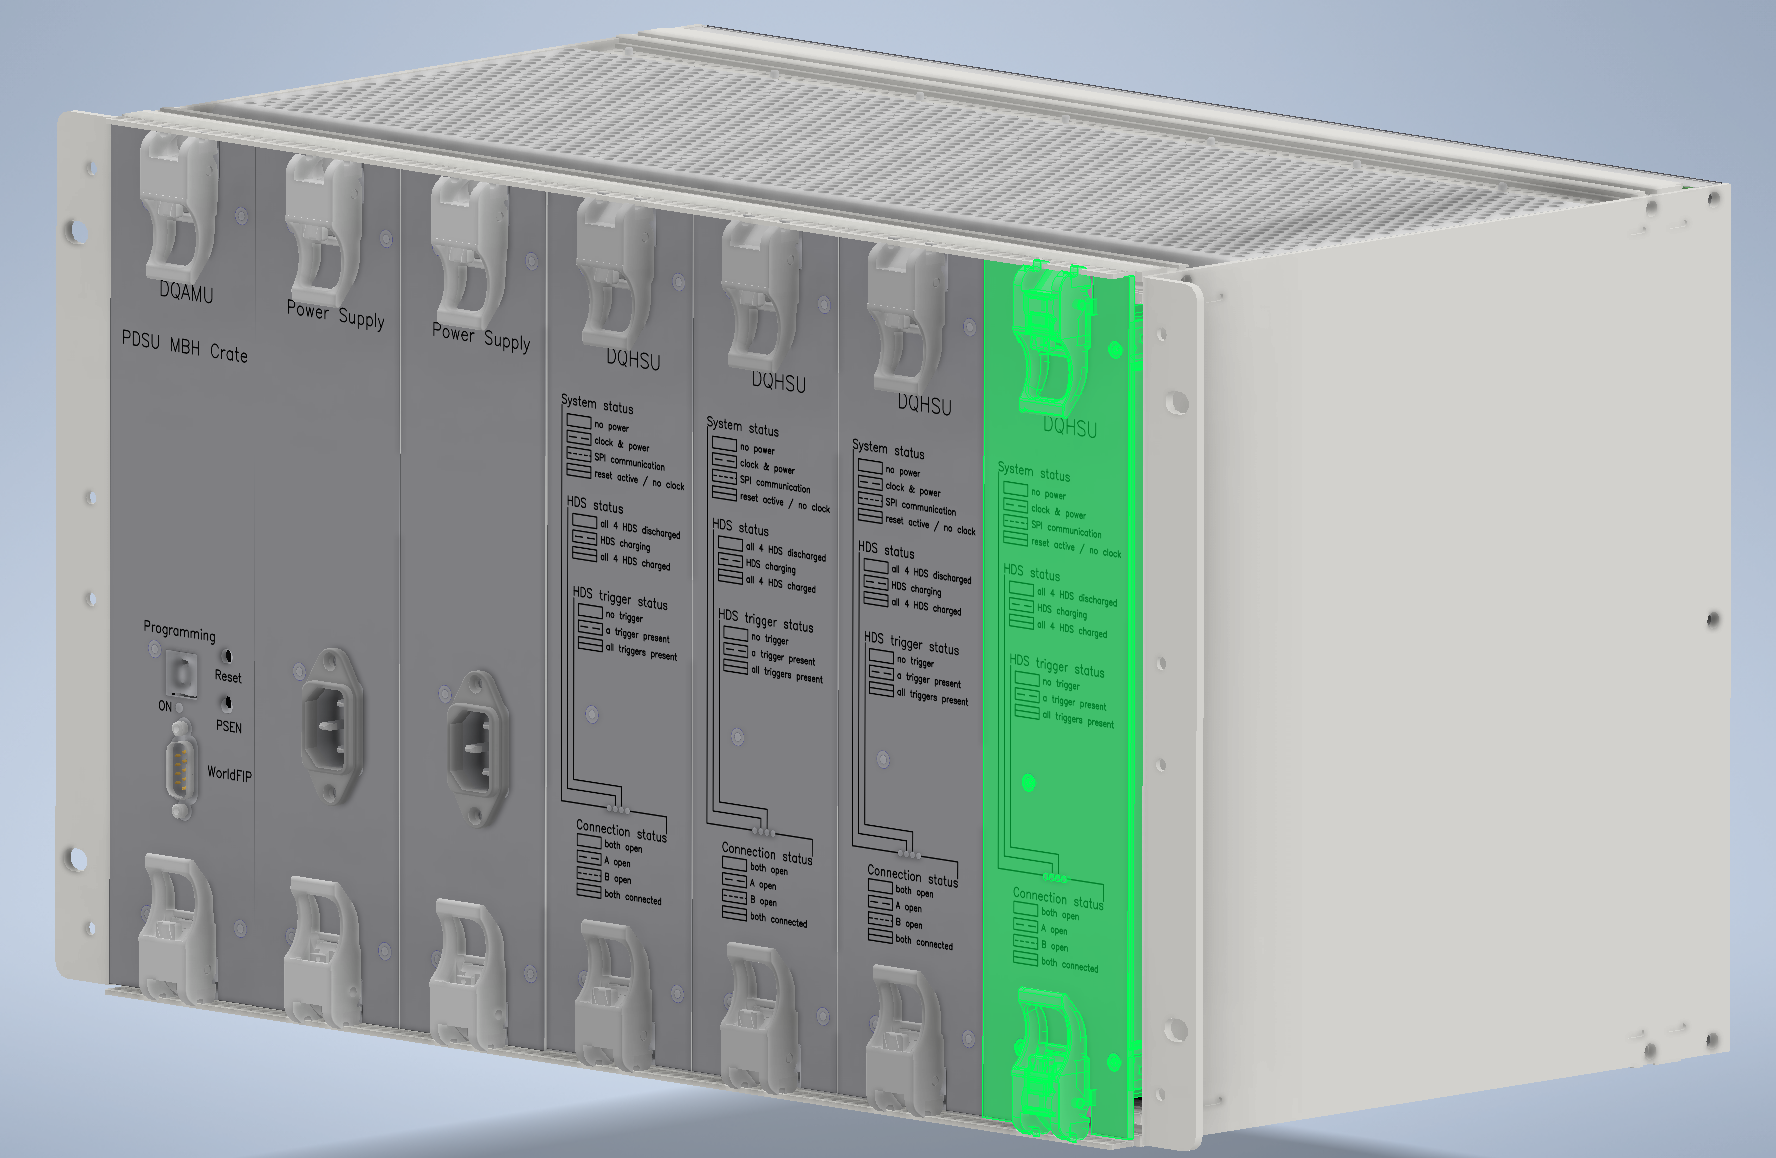 DQAMU
PDSU MBH Crate
Programming
Reset
ON
PSEN
WorldFIP
Power Supply
Power Supply
DQHSU
System status
no power
clock & power
SPI communication
reset active / no clock
HDS status
all 4 HDS discharged
HDS charging
all 4 HDS charged
HDS trigger status
no trigger
a trigger present
all triggers present
Connection status
both open
A open
B open
both connected
DQHSU
System status
no power
clock & power
SPI communication
reset active / no clock
HDS status
all 4 HDS discharged
HDS charging
all 4 HDS charged
HDS trigger status
no trigger
a trigger present
all triggers present
Connection status
both open
A open
B open
both connected
DQHSU
System status
no power
clock & power
SPI communication
reset active / no clock
HDS status
all 4 HDS discharged
HDS charging
all 4 HDS charged
HDS trigger status
no trigger
a trigger present
all triggers present
Connection status
both open
A open
B open
both connected
DQHSU
System status
no power
clock & power
SPI communication
reset active / no clock
HDS status
all 4 HDS discharged
HDS charging
all 4 HDS charged
HDS trigger status
no trigger
a trigger present
all triggers present
Connection status
both open
A open
B open
both connected